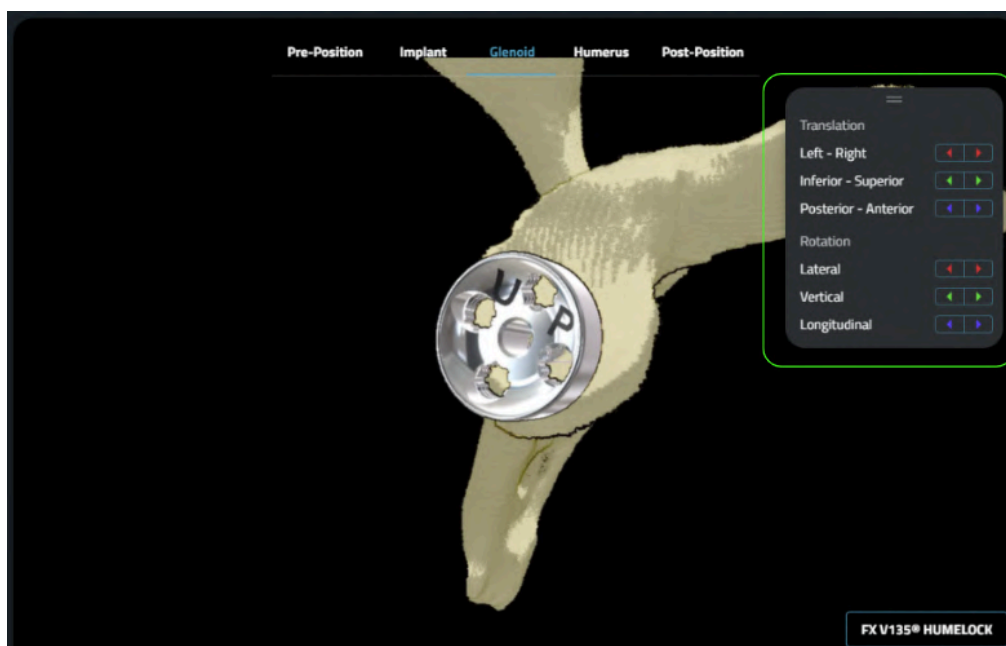 Pre-Position Implant Glenoid Humerus Post-Position
Translation
Left - Right
Inferior - Superior
Posterior - Anterior
Rotation
Lateral
Vertical
Longitudinal
U
P
FX V135® HUMELOCK